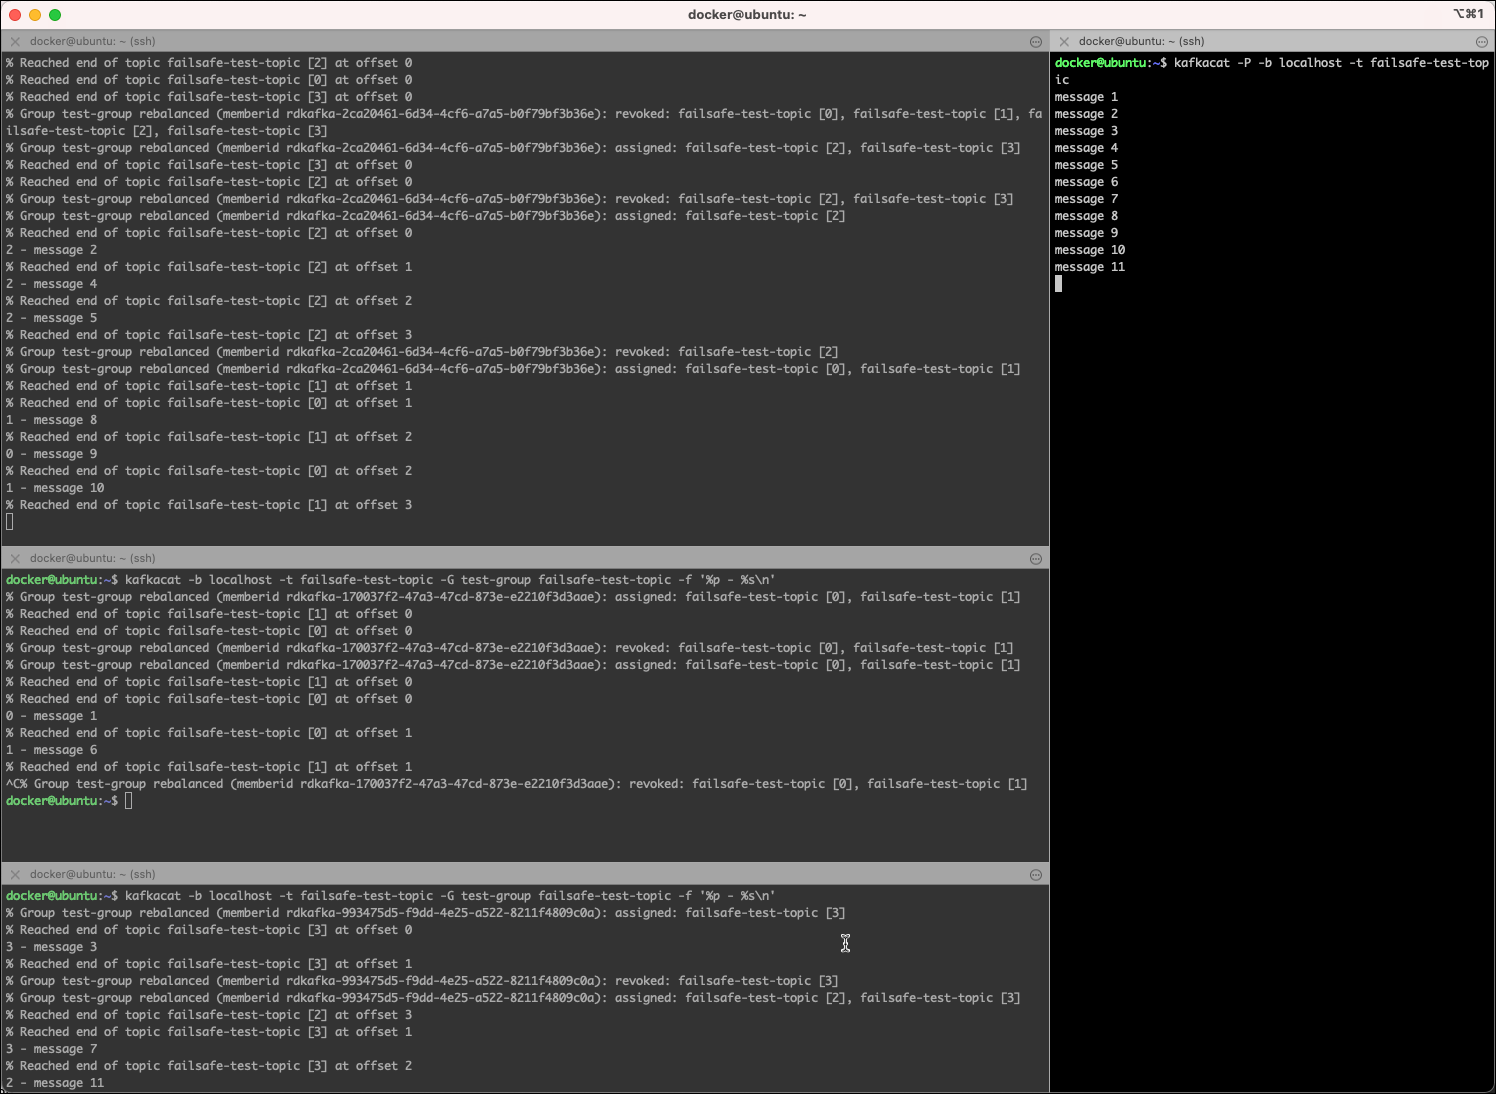 docker@ubuntu: ~
⌥⌘1
docker@ubuntu: ~ (ssh)
% Reached end of topic failsafe-test-topic [2] at offset 0
% Reached end of topic failsafe-test-topic [0] at offset 0
% Reached end of topic failsafe-test-topic [3] at offset 0
% Group test-group rebalanced (memberid rdkafka-2ca20461-6d34-4cf6-a7a5-b0f79bf3b36e): revoked: failsafe-test-topic [0], failsafe-test-topic [1], fa
ilsafe-test-topic [2], failsafe-test-topic [3]
% Group test-group rebalanced (memberid rdkafka-2ca20461-6d34-4cf6-a7a5-b0f79bf3b36e): assigned: failsafe-test-topic [2], failsafe-test-topic [3]
% Reached end of topic failsafe-test-topic [3] at offset 0
% Reached end of topic failsafe-test-topic [2] at offset 0
% Group test-group rebalanced (memberid rdkafka-2ca20461-6d34-4cf6-a7a5-b0f79bf3b36e): revoked: failsafe-test-topic [2], failsafe-test-topic [3]
% Group test-group rebalanced (memberid rdkafka-2ca20461-6d34-4cf6-a7a5-b0f79bf3b36e): assigned: failsafe-test-topic [2]
% Reached end of topic failsafe-test-topic [2] at offset 0
2 - message 2
% Reached end of topic failsafe-test-topic [2] at offset 1
2 - message 4
% Reached end of topic failsafe-test-topic [2] at offset 2
2 - message 5
% Reached end of topic failsafe-test-topic [2] at offset 3
% Group test-group rebalanced (memberid rdkafka-2ca20461-6d34-4cf6-a7a5-b0f79bf3b36e): revoked: failsafe-test-topic [2]
% Group test-group rebalanced (memberid rdkafka-2ca20461-6d34-4cf6-a7a5-b0f79bf3b36e): assigned: failsafe-test-topic [0], failsafe-test-topic [1]
% Reached end of topic failsafe-test-topic [1] at offset 1
% Reached end of topic failsafe-test-topic [0] at offset 1
1 - message 8
% Reached end of topic failsafe-test-topic [1] at offset 2
0 - message 9
% Reached end of topic failsafe-test-topic [0] at offset 2
1 - message 10
% Reached end of topic failsafe-test-topic [1] at offset 3
docker@ubuntu: ~ (ssh)
docker@ubuntu:~$ kafkacat -b localhost -t failsafe-test-topic -G test-group failsafe-test-topic -f '%p - %s\n'
% Group test-group rebalanced (memberid rdkafka-170037f2-47a3-47cd-873e-e2210f3d3aae): assigned: failsafe-test-topic [0], failsafe-test-topic [1]
% Reached end of topic failsafe-test-topic [1] at offset 0
% Reached end of topic failsafe-test-topic [0] at offset 0
% Group test-group rebalanced (memberid rdkafka-170037f2-47a3-47cd-873e-e2210f3d3aae): revoked: failsafe-test-topic [0], failsafe-test-topic [1]
% Group test-group rebalanced (memberid rdkafka-170037f2-47a3-47cd-873e-e2210f3d3aae): assigned: failsafe-test-topic [0], failsafe-test-topic [1]
% Reached end of topic failsafe-test-topic [1] at offset 0
% Reached end of topic failsafe-test-topic [0] at offset 0
0 - message 1
% Reached end of topic failsafe-test-topic [0] at offset 1
1 - message 6
% Reached end of topic failsafe-test-topic [1] at offset 1
^C% Group test-group rebalanced (memberid rdkafka-170037f2-47a3-47cd-873e-e2210f3d3aae): revoked: failsafe-test-topic [0], failsafe-test-topic [1]
docker@ubuntu:~$
docker@ubuntu: ~ (ssh)
docker@ubuntu:~$ kafkacat -b localhost -t failsafe-test-topic -G test-group failsafe-test-topic -f '%p - %s\n'
% Group test-group rebalanced (memberid rdkafka-993475d5-f9dd-4e25-a522-8211f4809c0a): assigned: failsafe-test-topic [3]
% Reached end of topic failsafe-test-topic [3] at offset 0
3 - message 3
% Reached end of topic failsafe-test-topic [3] at offset 1
% Group test-group rebalanced (memberid rdkafka-993475d5-f9dd-4e25-a522-8211f4809c0a): revoked: failsafe-test-topic [3]
% Group test-group rebalanced (memberid rdkafka-993475d5-f9dd-4e25-a522-8211f4809c0a): assigned: failsafe-test-topic [2], failsafe-test-topic [3]
% Reached end of topic failsafe-test-topic [2] at offset 3
% Reached end of topic failsafe-test-topic [3] at offset 1
3 - message 7
% Reached end of topic failsafe-test-topic [3] at offset 2
2 - message 11
docker@ubuntu: ~ (ssh)
docker@ubuntu:~$ kafkacat -P -b localhost -t failsafe-test-top
ic
message 1
message 2
message 3
message 4
message 5
message 6
message 7
message 8
message 9
message 10
message 11